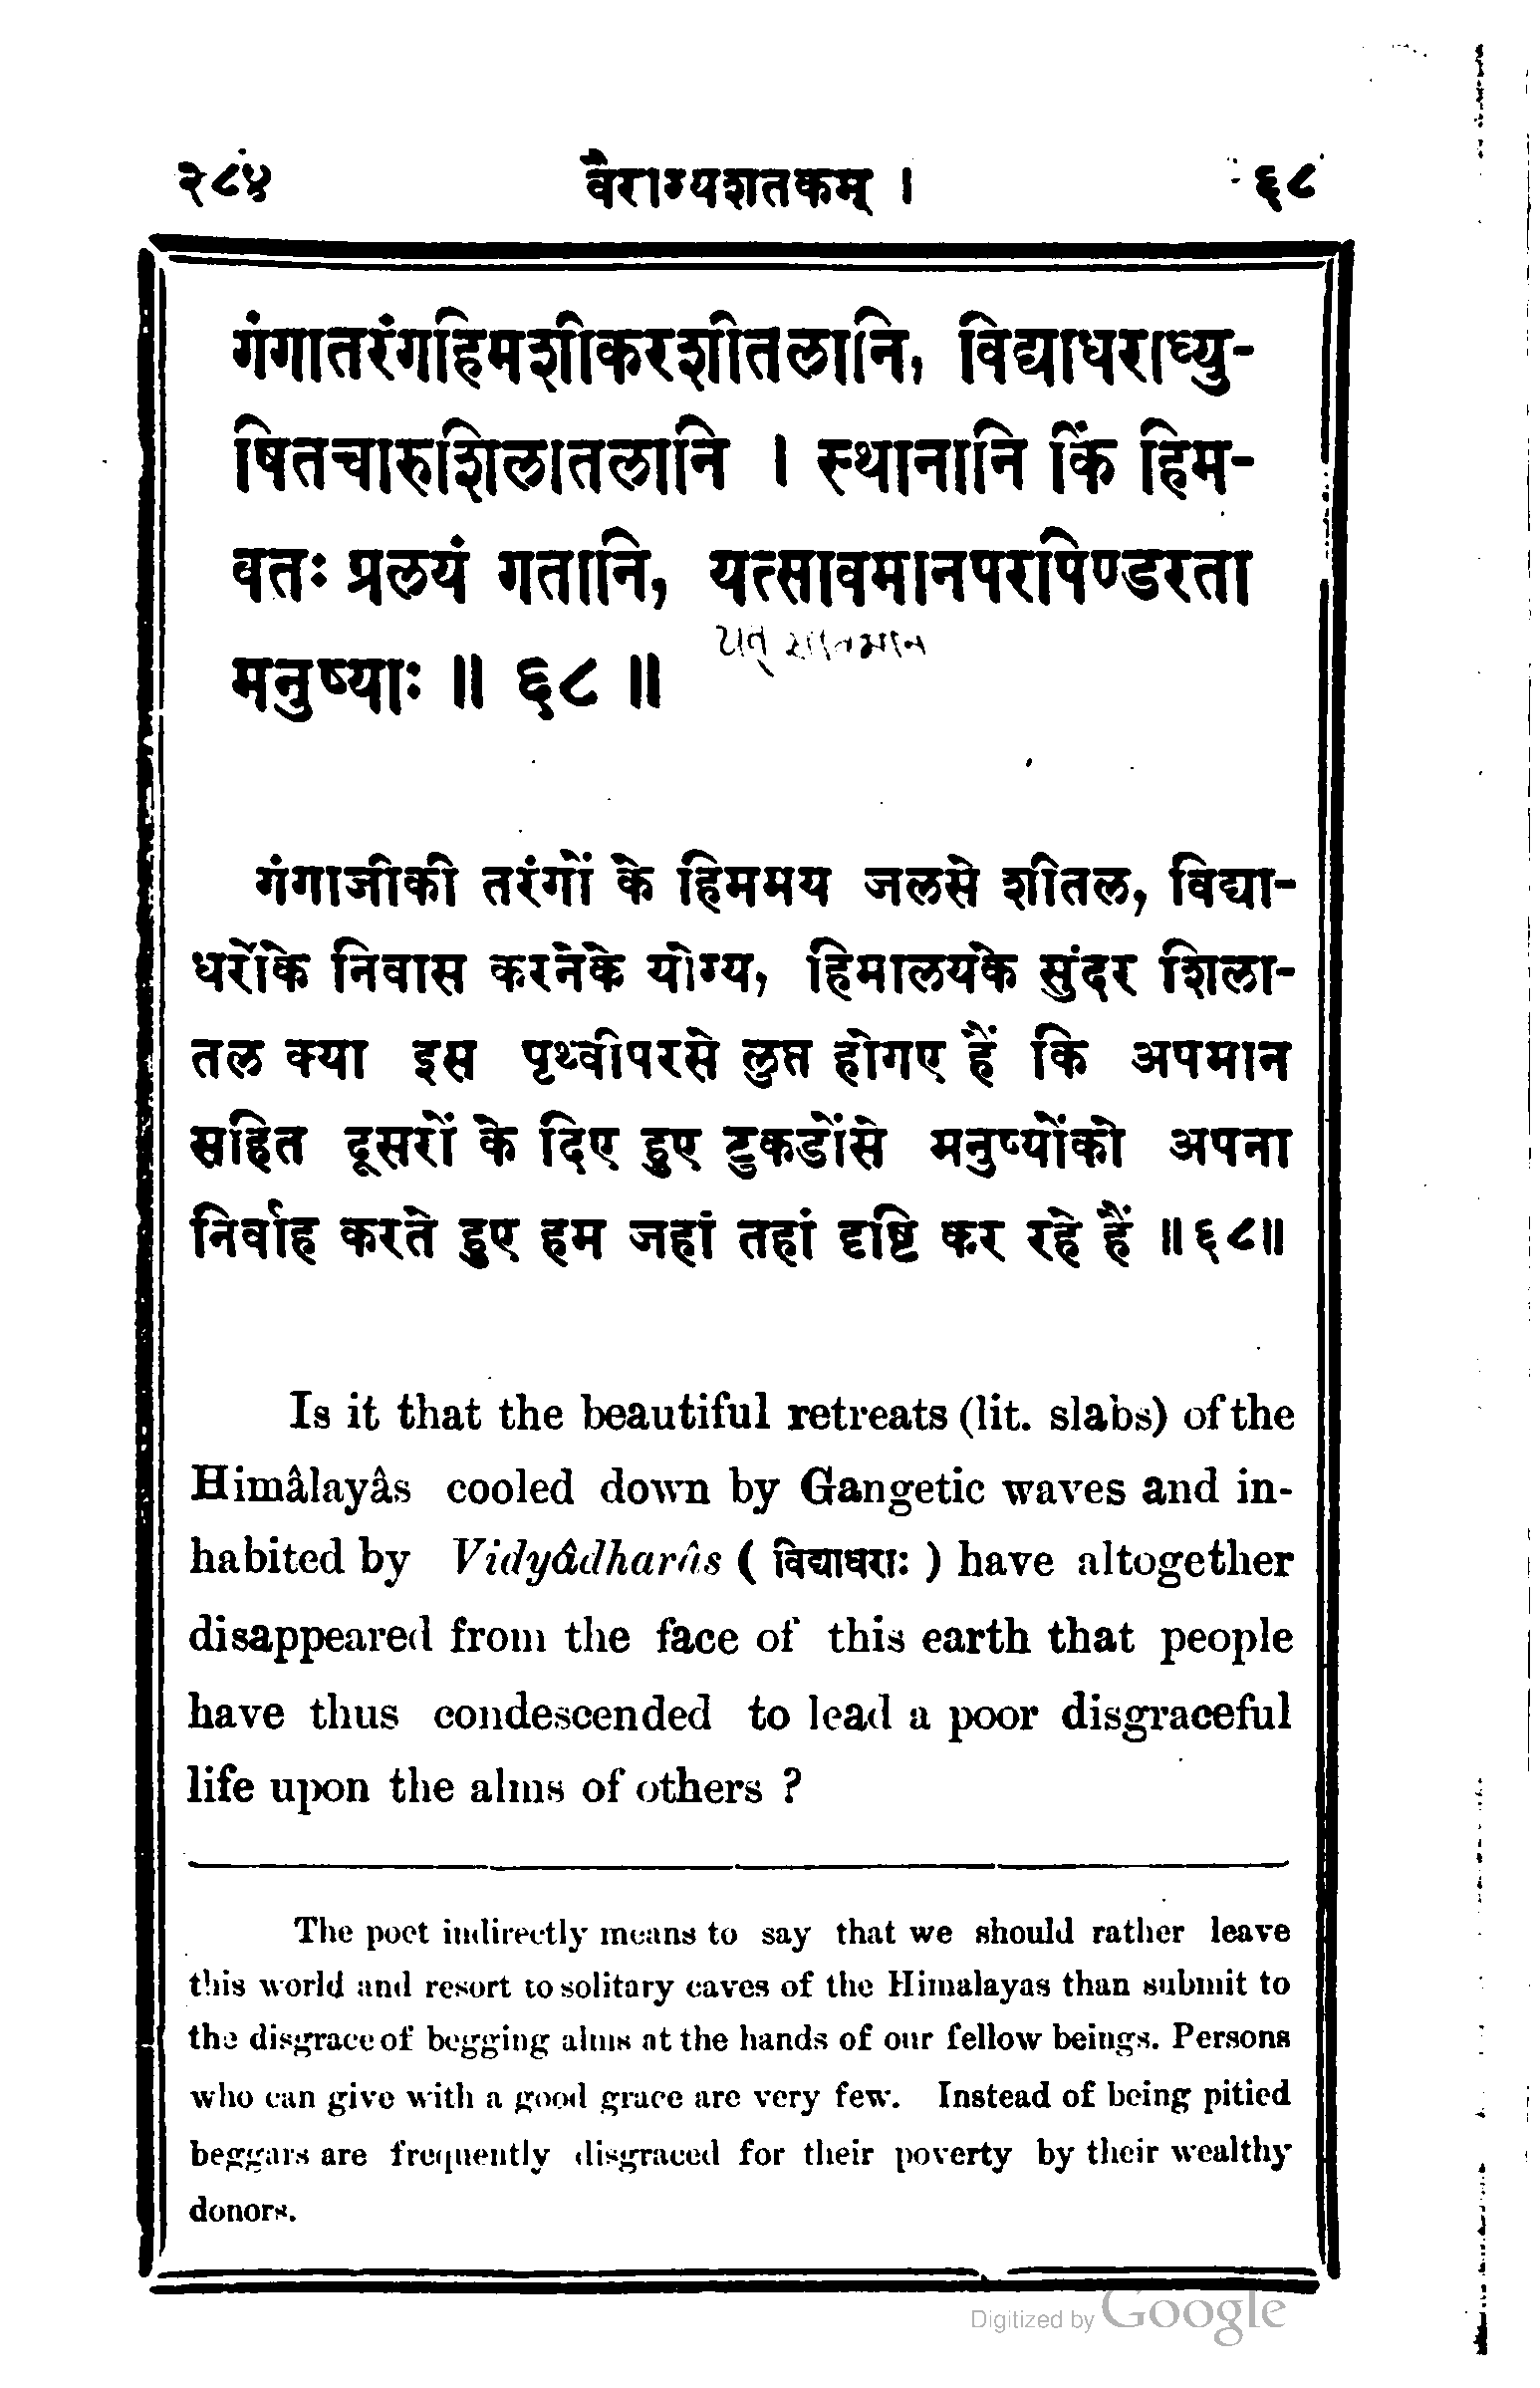 २८४ वैराग्यशतकम् । ६८
गंगातरंगहिमशीकरशीतलानि, विद्याधराध्यु-
षितचारुशिलातलानि । स्थानानि किं हिम-
वतः प्रलयं गतानि, यत्सावमानपरपिण्डरता
मनुष्याः ॥ ६८ ॥
गंगाजीकी तरंगों के हिममय जलसे शीतल, विद्या-
धरोंके निवास करनेके योग्य, हिमालयके सुंदर शिला-
तल क्या इस पृथ्वीपरसे लुप्त होगए हैं कि अपमान
सहित दूसरों के दिए हुए टुकडोंसे मनुष्योंको अपना
निर्वाह करते हुए हम जहां तहां दृष्टि कर रहे हैं ॥६८॥
Is it that the beautiful retreats (lit. slabs) of the
Himâlayâs cooled down by Gangetic waves and in-
habited by Vidyâdharâs ( विद्याधराः ) have altogether
disappeared from the face of this earth that people
have thus condescended to lead a poor disgraceful
life upon the alms of others ?
The poet indirectly means to say that we should rather leave
this world and resort to solitary caves of the Himalayas than submit to
the disgrace of begging alms at the hands of our fellow beings. Persons
who can give with a good grace are very few. Instead of being pitied
beggars are frequently disgraced for their poverty by their wealthy
donors.
Digitized by Google